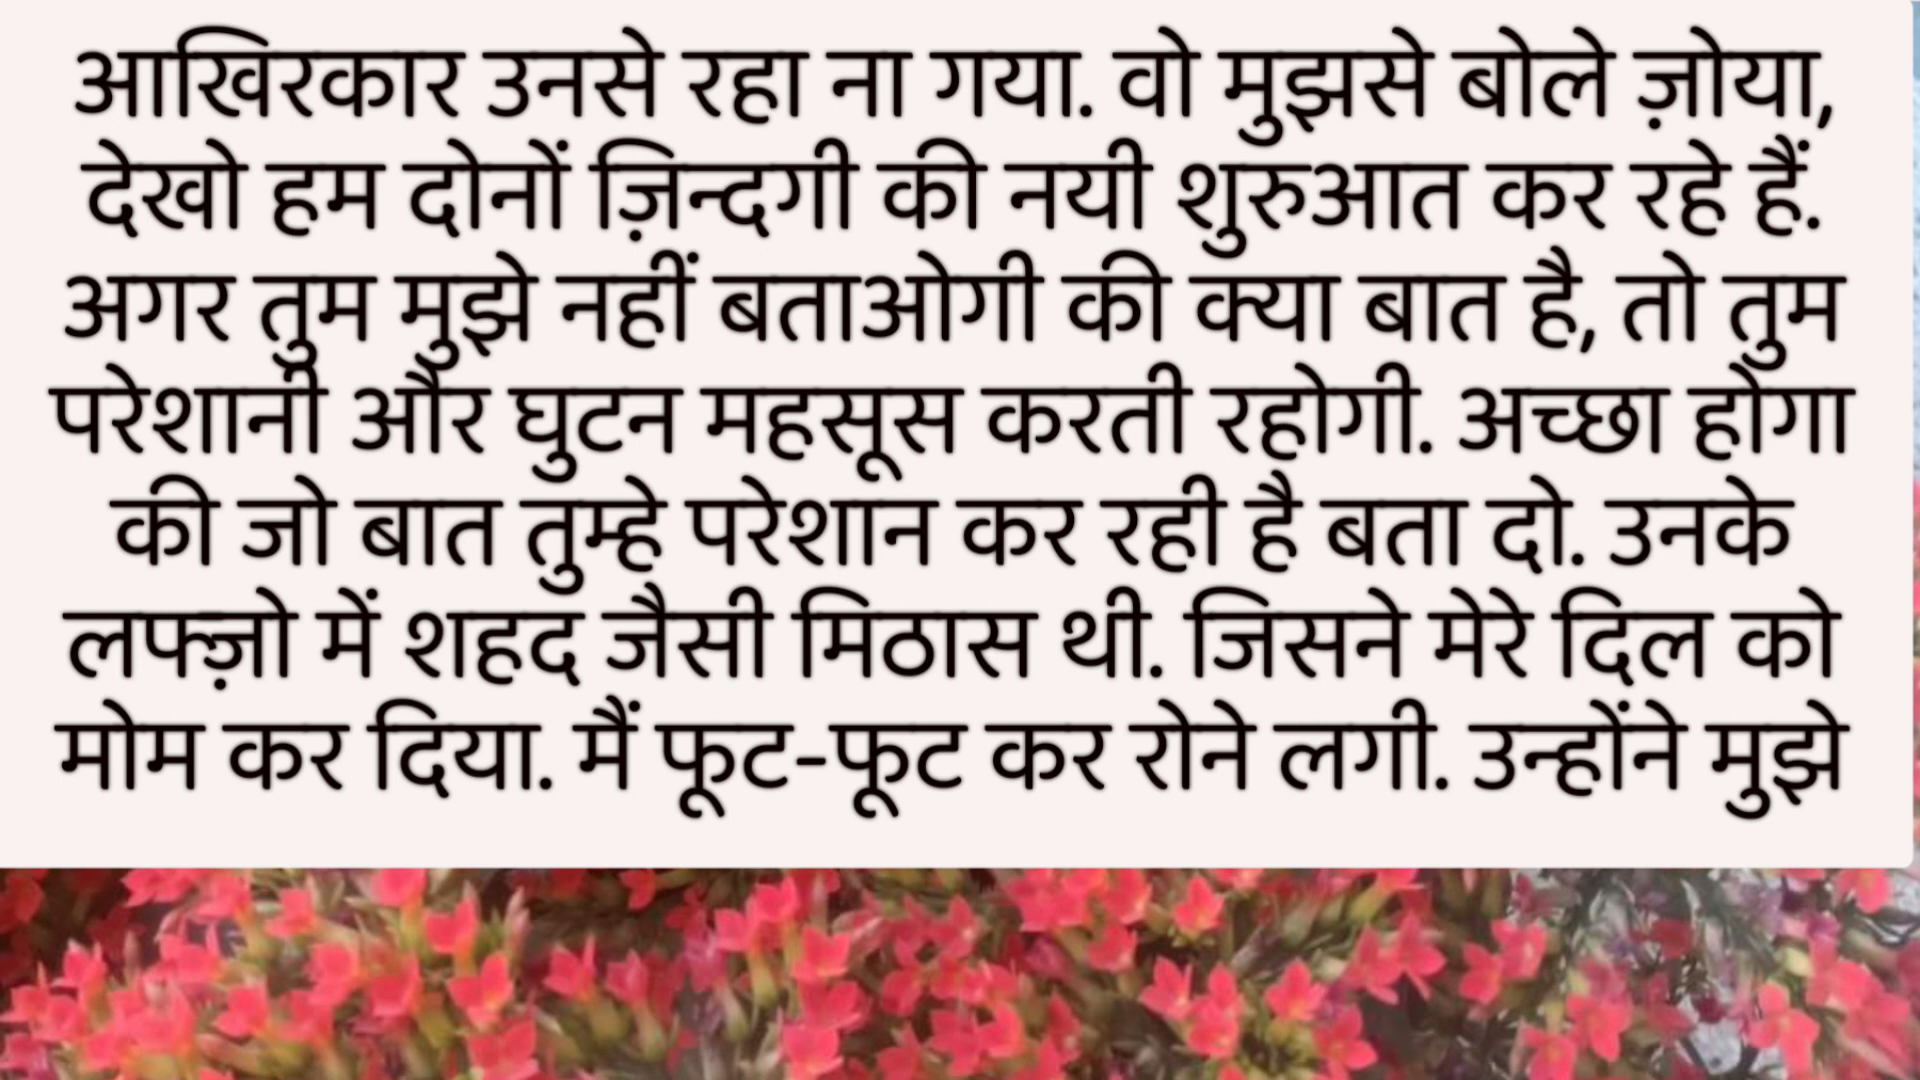 आखिरकार उनसे रहा ना गया. वो मुझसे बोले ज़ोया,
देखो हम दोनों ज़िन्दगी की नयी शुरुआत कर रहे हैं.
अगर तुम मुझे नहीं बताओगी की क्या बात है, तो तुम
परेशानी और घुटन महसूस करती रहोगी. अच्छा होगा
की जो बात तुम्हे परेशान कर रही है बता दो. उनके
लफ्ज़ो में शहद जैसी मिठास थी. जिसने मेरे दिल को
मोम कर दिया. मैं फूट-फूट कर रोने लगी. उन्होंने मुझे